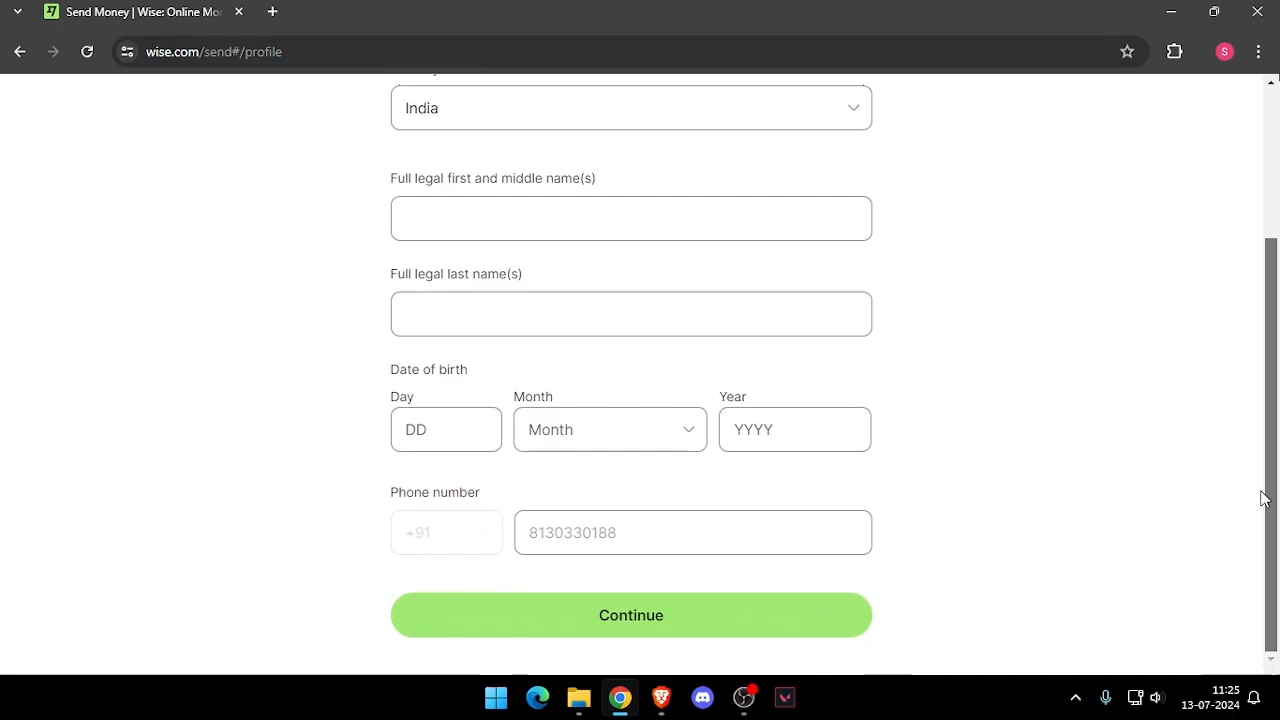 Send Money | Wise: Online Mo
wise.com/send#/profile
S
India
Full legal first and middle name(s)
Full legal last name(s)
Date of birth
Day Month Year
DD Month YYYY
Phone number
+91 8130330188
Continue
11:25
13-07-2024